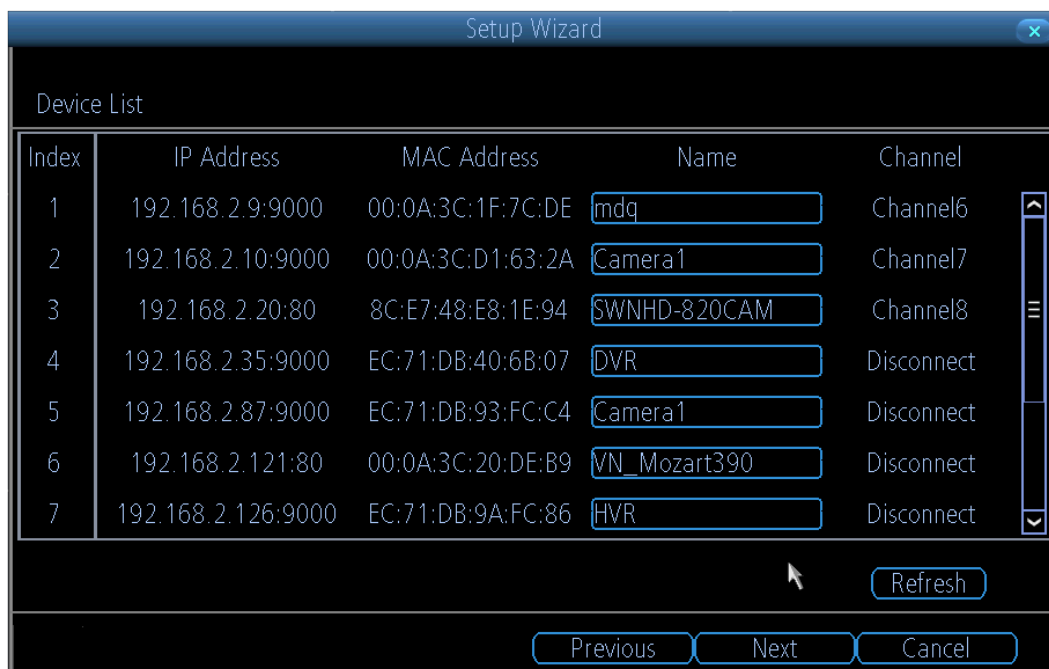 Setup Wizard
Device List
Index IP Address MAC Address Name Channel
1 192.168.2.9:9000 00:0A:3C:1F:7C:DE mdq Channel6
2 192.168.2.10:9000 00:0A:3C:D1:63:2A Camera1 Channel7
3 192.168.2.20:80 8C:E7:48:E8:1E:94 SWNHD-820CAM Channel8
4 192.168.2.35:9000 EC:71:DB:40:6B:07 DVR Disconnect
5 192.168.2.87:9000 EC:71:DB:93:FC:C4 Camera1 Disconnect
6 192.168.2.121:80 00:0A:3C:20:DE:B9 VN_Mozart390 Disconnect
7 192.168.2.126:9000 EC:71:DB:9A:FC:86 HVR Disconnect
Refresh
Previous Next Cancel